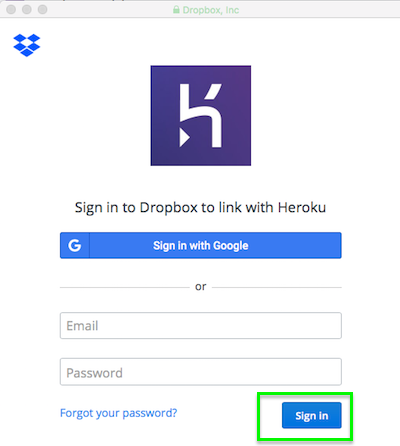 Dropbox, Inc
Sign in to Dropbox to link with Heroku
G Sign in with Google
or
Email
Password
Forgot your password? Sign in